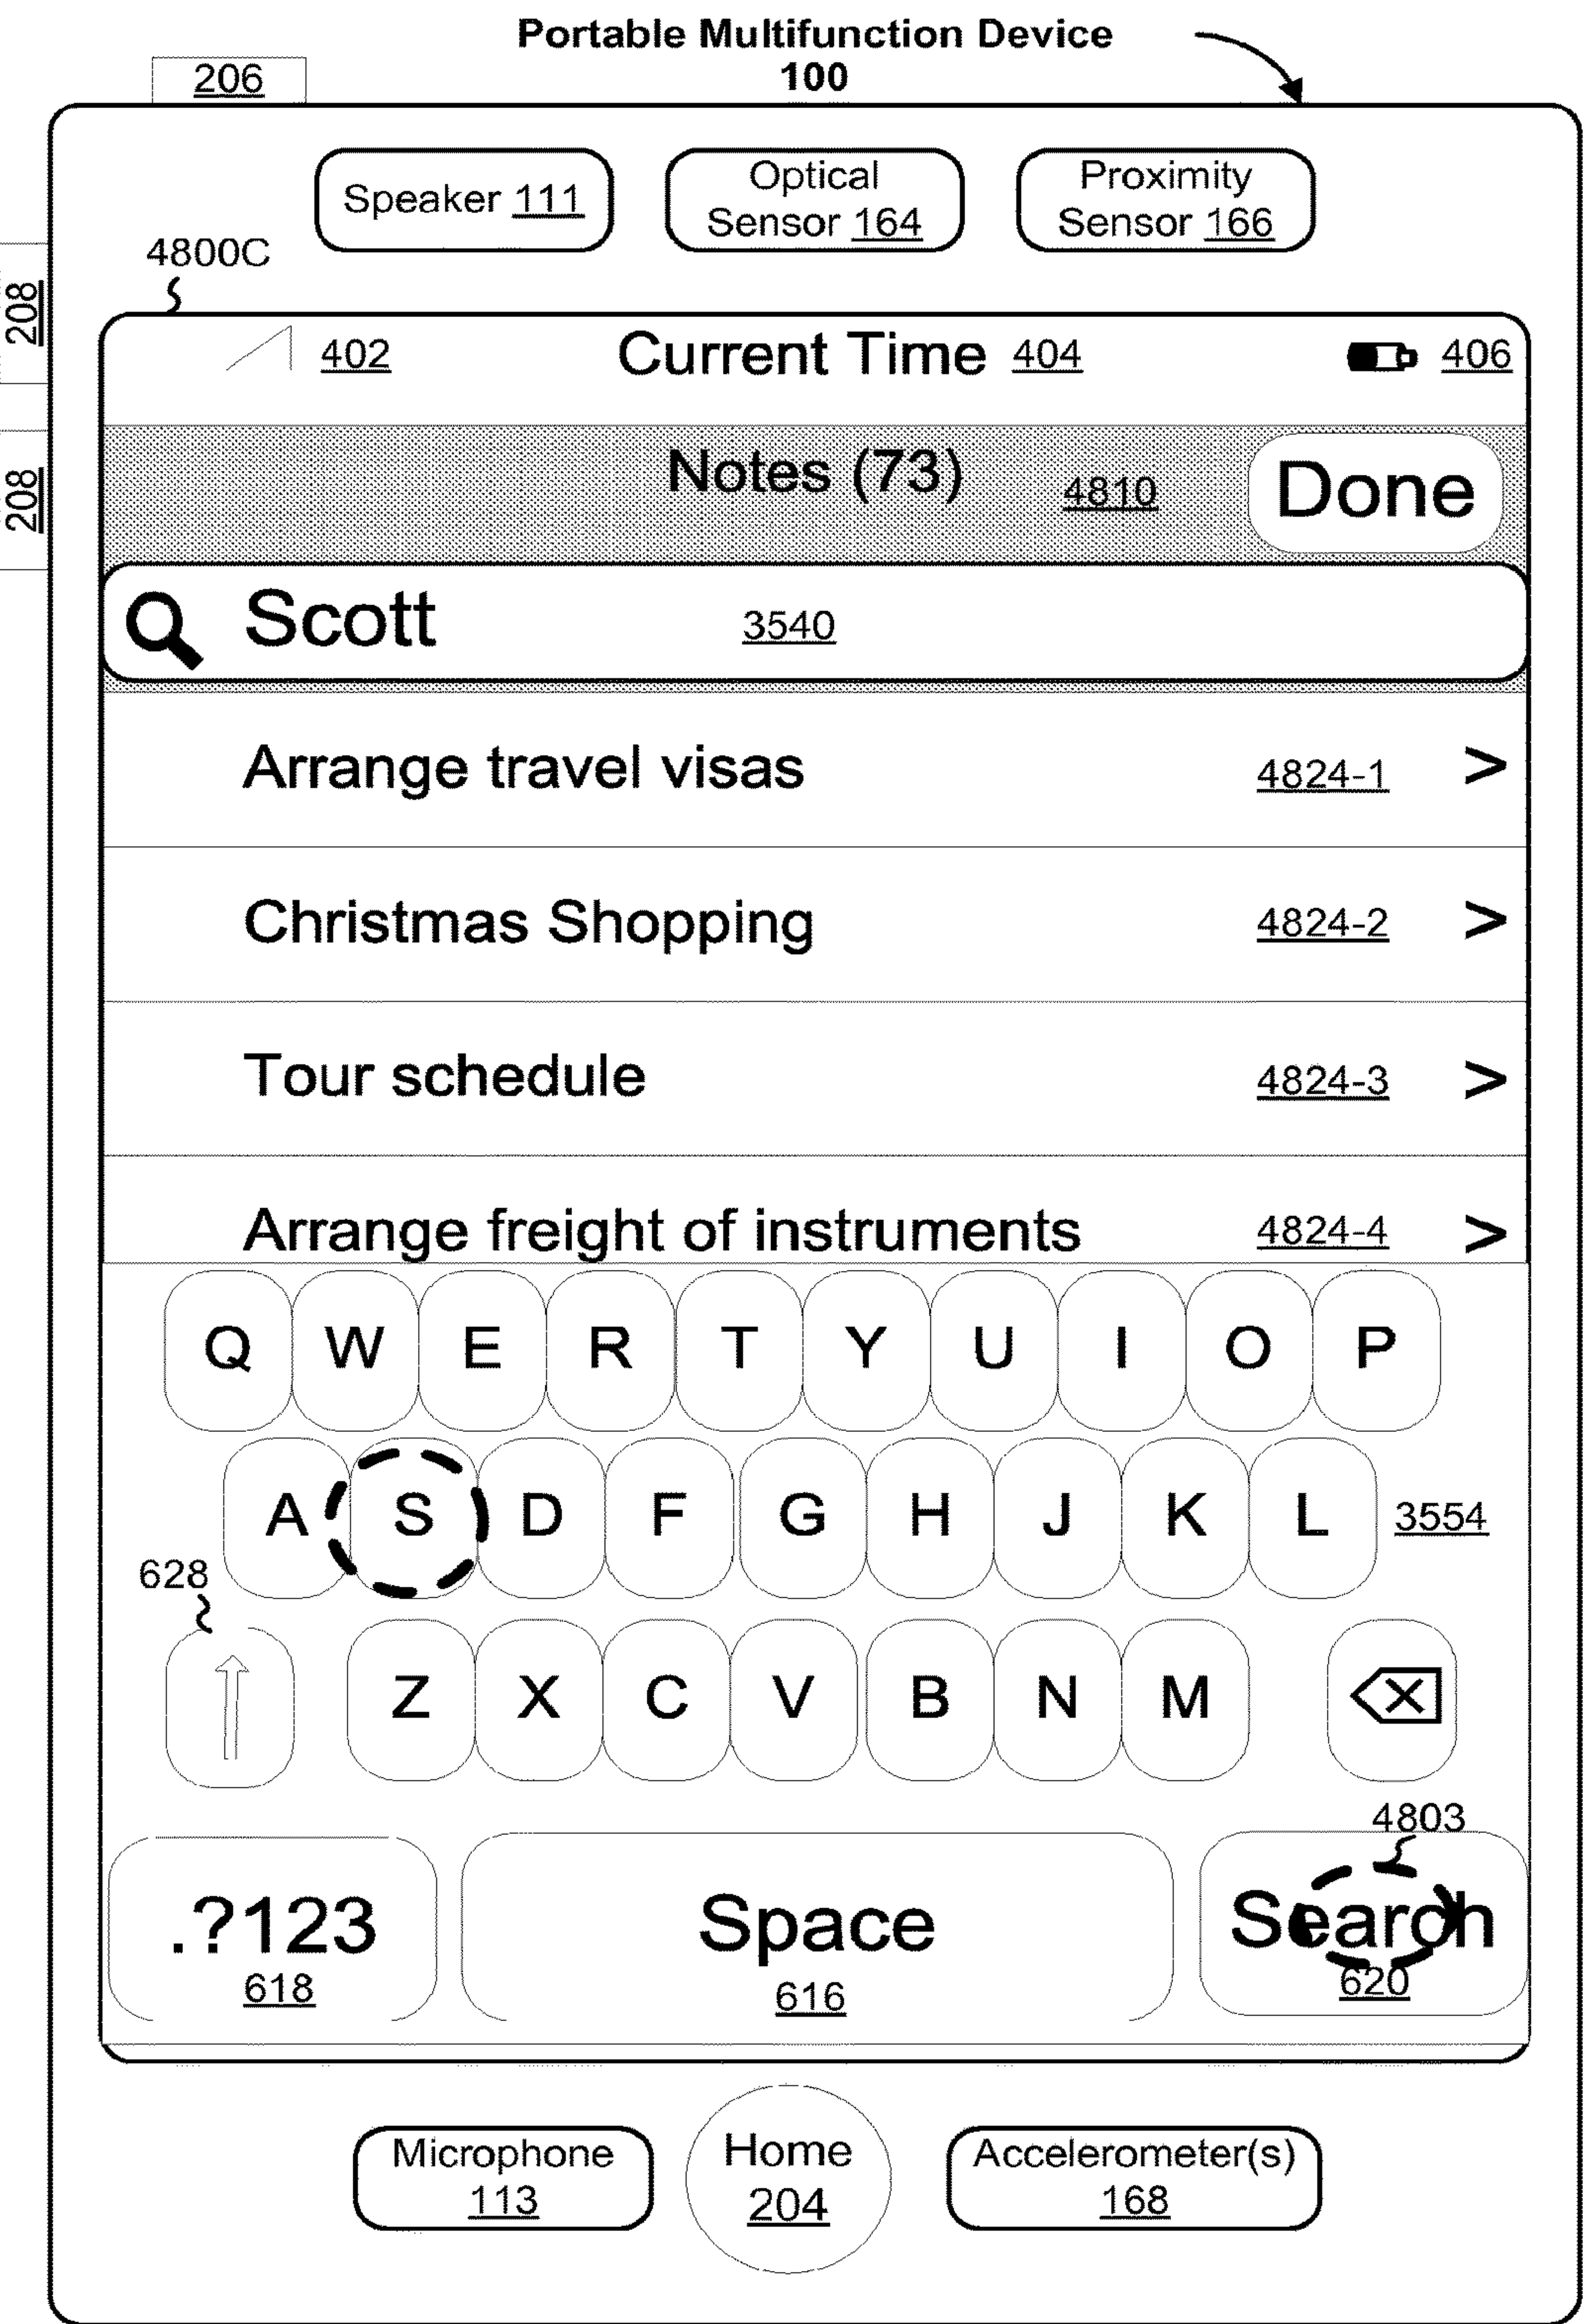 Portable Multifunction Device
100
206
Speaker 111
Optical
Sensor 164
Proximity
Sensor 166
208
4800C
402
Current Time 404
406
208
Notes (73)
4810
Done
Scott
3540
Arrange travel visas
4824-1
>
Christmas Shopping
4824-2
>
Tour schedule
4824-3
>
Arrange freight of instruments
4824-4
>
Q W E R T Y U I O P
A S D F G H J K L
3554
628
Z X C V B N M
4803
.?123
618
Space
616
Search
620
Microphone
113
Home
204
Accelerometer(s)
168